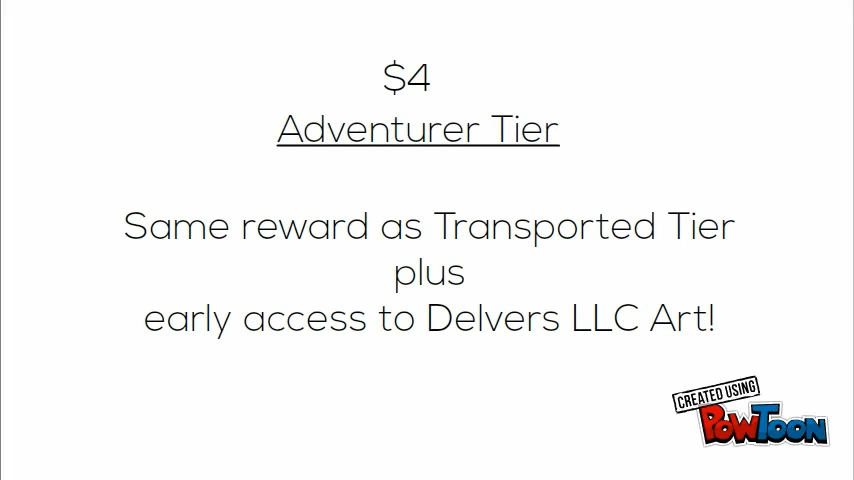 $4
Adventurer Tier
Same reward as Transported Tier
plus
early access to Delvers LLC Art!
CREATED USING
POWTOON